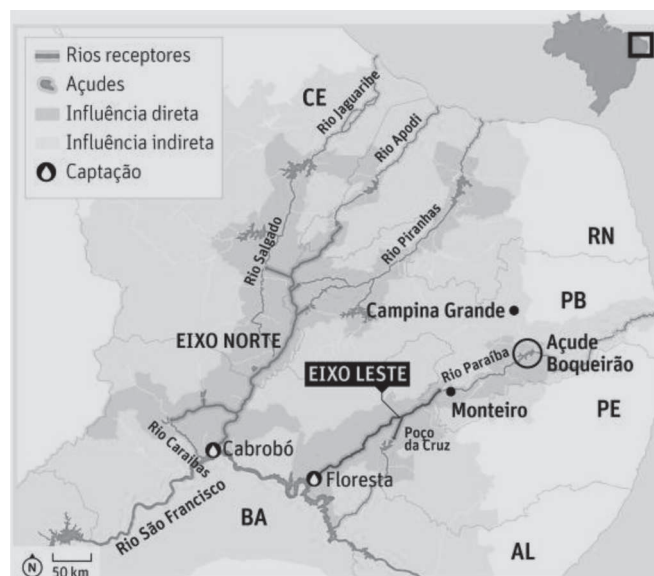 Rios receptores
Açudes
Influência direta
Influência indireta
Captação
CE
Rio Jaguaribe
Rio Apodi
Rio Piranhas
Rio Salgado
RN
PB
Campina Grande
EIXO NORTE
EIXO LESTE
Rio Paraíba
Açude
Boqueirão
Monteiro
PE
Poço
da Cruz
Rio Caraibas
Cabrobó
Floresta
Rio São Francisco
BA
AL
N
50 km